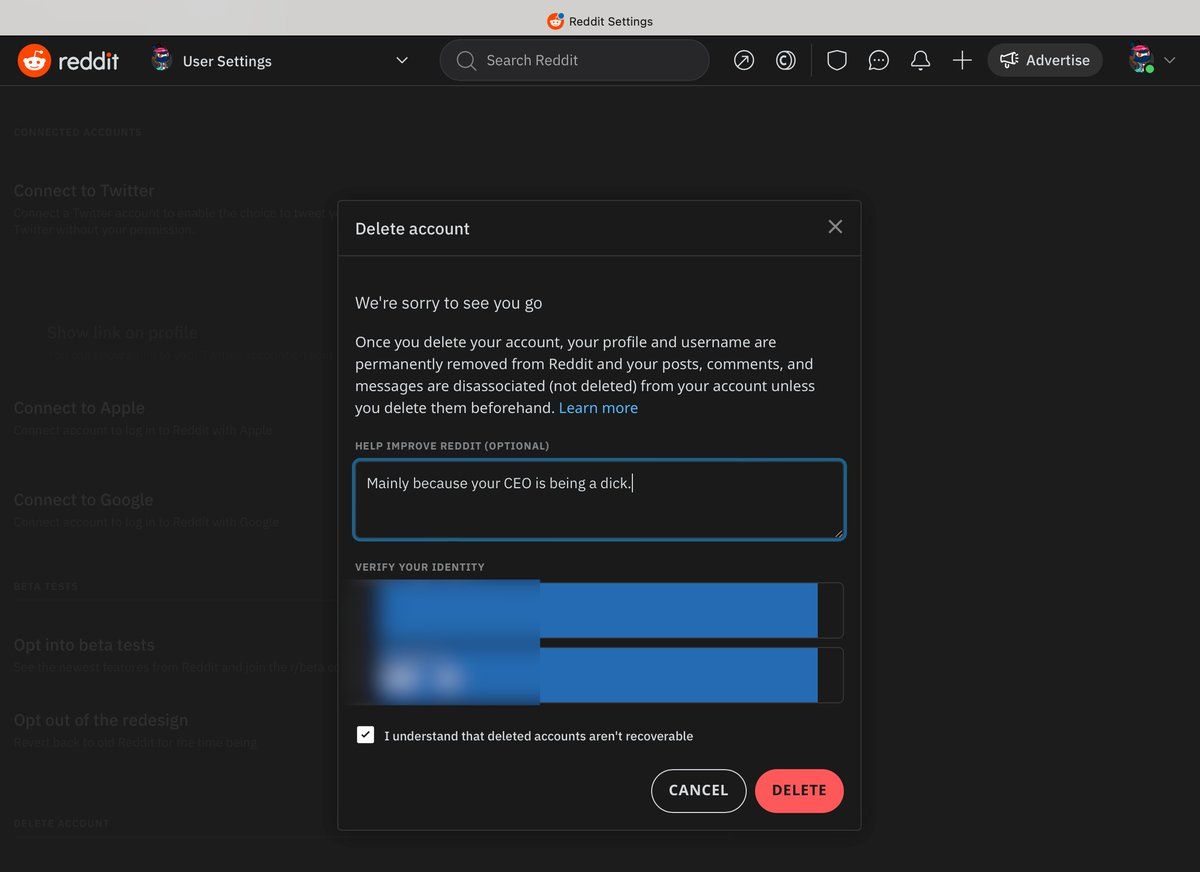 Reddit Settings
reddit
User Settings
Search Reddit
Advertise
CONNECTED ACCOUNTS
Connect to Twitter
Connect a Twitter account to enable the choice to tweet
Twitter without your permission.
Show link on profile
Connect to Apple
Connect account to log in to Reddit with Apple
Connect to Google
Connect account to log in to Reddit with Google
BETA TESTS
Opt into beta tests
See the newest features from Reddit and join the r/beta
Opt out of the redesign
Revert back to old Reddit for the time being
DELETE ACCOUNT
Delete account
We're sorry to see you go
Once you delete your account, your profile and username are
permanently removed from Reddit and your posts, comments, and
messages are disassociated (not deleted) from your account unless
you delete them beforehand. Learn more
HELP IMPROVE REDDIT (OPTIONAL)
Mainly because your CEO is being a dick.
VERIFY YOUR IDENTITY
I understand that deleted accounts aren't recoverable
CANCEL
DELETE